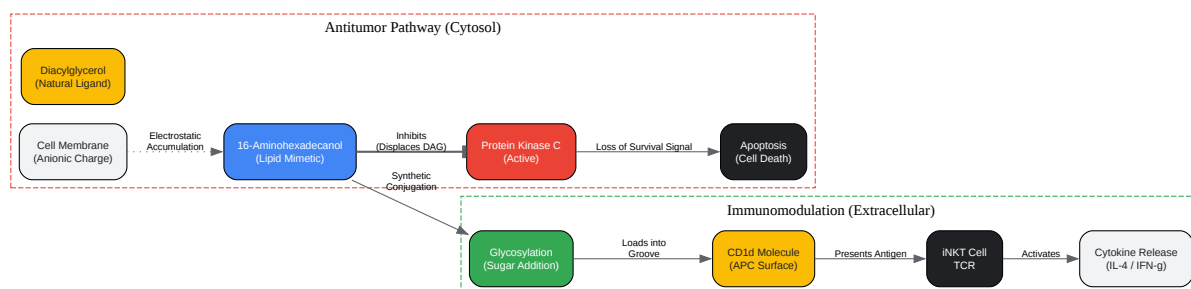 Antitumor Pathway (Cytosol)
Diacylglycerol
(Natural Ligand)
Cell Membrane
(Anionic Charge)
Electrostatic
Accumulation
16-Aminohexadecanol
(Lipid Mimetic)
Inhibits
(Displaces DAG)
Protein Kinase C
(Active)
Loss of Survival Signal
Apoptosis
(Cell Death)
Synthetic
Conjugation
Immunomodulation (Extracellular)
Glycosylation
(Sugar Addition)
Loads into
Groove
CD1d Molecule
(APC Surface)
Presents Antigen
iNKT Cell
TCR
Activates
Cytokine Release
(IL-4 / IFN-g)